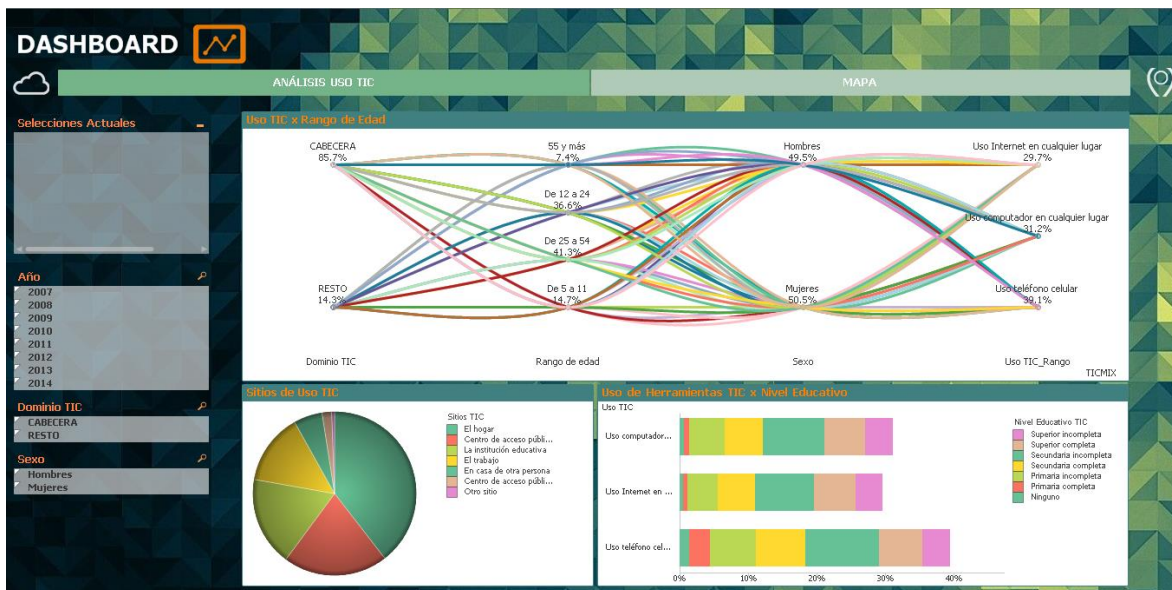 DASHBOARD
ANÁLISIS USO TIC
MAPA
Selecciones Actuales
Año
2007
2008
2009
2010
2011
2012
2013
2014
Dominio TIC
CABECERA
RESTO
Sexo
Hombres
Mujeres
Uso TIC x Rango de Edad
CABECERA
85.7%
RESTO
14.3%
Dominio TIC
55 y más
7.4%
De 12 a 24
36.6%
De 25 a 54
41.3%
De 5 a 11
14.7%
Rango de edad
Hombres
49.5%
Mujeres
50.5%
Sexo
Uso Internet en cualquier lugar
29.7%
Uso computador en cualquier lugar
31.2%
Uso teléfono celular
39.1%
Uso TIC_Rango
TICMIX
Sitios de Uso TIC
Sitios TIC
El hogar
Centro de acceso públi...
La institución educativa
El trabajo
En casa de otra persona
Centro de acceso públi...
Otro sitio
Uso de Herramientas TIC x Nivel Educativo
Uso TIC
Uso computador...
Uso Internet en ...
Uso teléfono cel...
0% 10% 20% 30% 40%
Nivel Educativo TIC
Superior incompleta
Superior completa
Secundaria incompleta
Secundaria completa
Primaria incompleta
Primaria completa
Ninguno